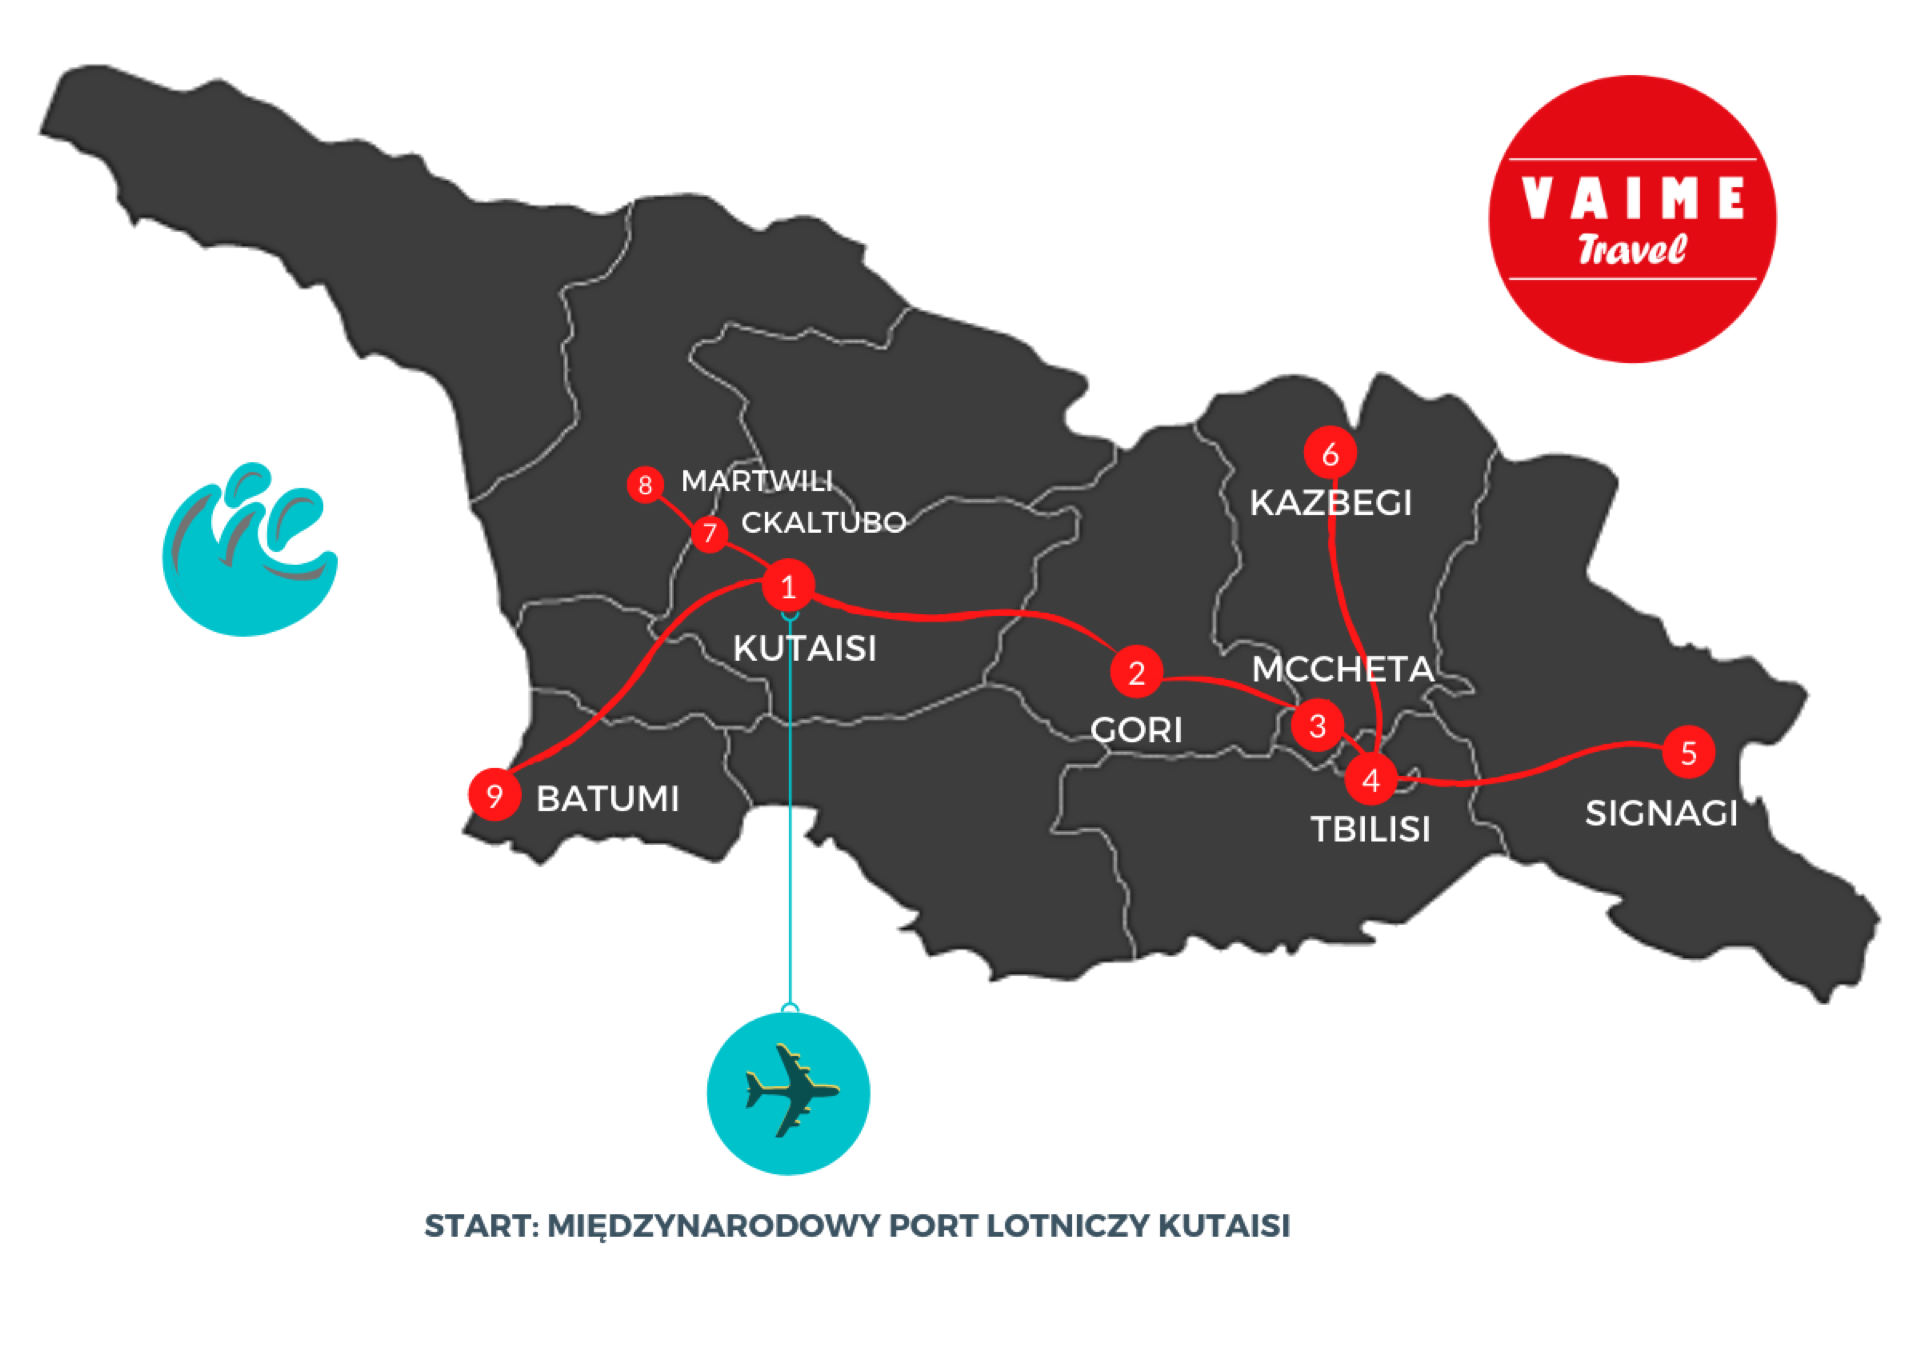 VAIME
Travel
6
KAZBEGI
8 MARTWILI
7 CKALTUBO
1
KUTAISI
2
GORI
MCCHETA
3
4
TBILISI
5
SIGNAGI
9 BATUMI
START: MIĘDZYNARODOWY PORT LOTNICZY KUTAISI